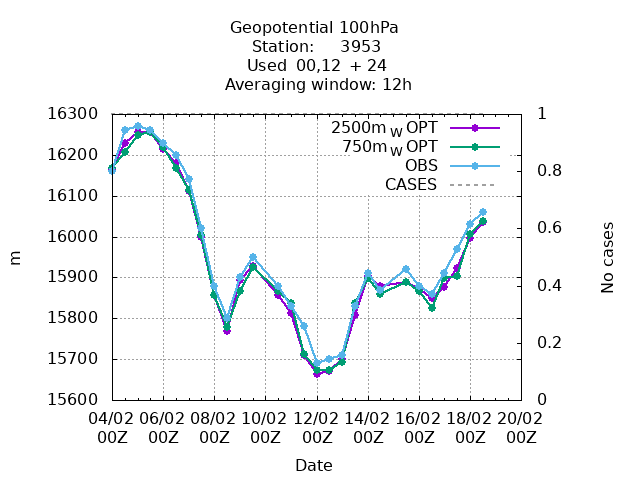 Geopotential 100hPa
Station: 3953
Used 00,12 + 24
Averaging window: 12h
16300
16200
16100
16000
15900
15800
15700
15600
m
1
0.8
0.6
0.4
0.2
0
No cases
2500m W OPT
750m W OPT
OBS
CASES
04/02 06/02 08/02 10/02 12/02 14/02 16/02 18/02 20/02
00Z 00Z 00Z 00Z 00Z 00Z 00Z 00Z 00Z
Date